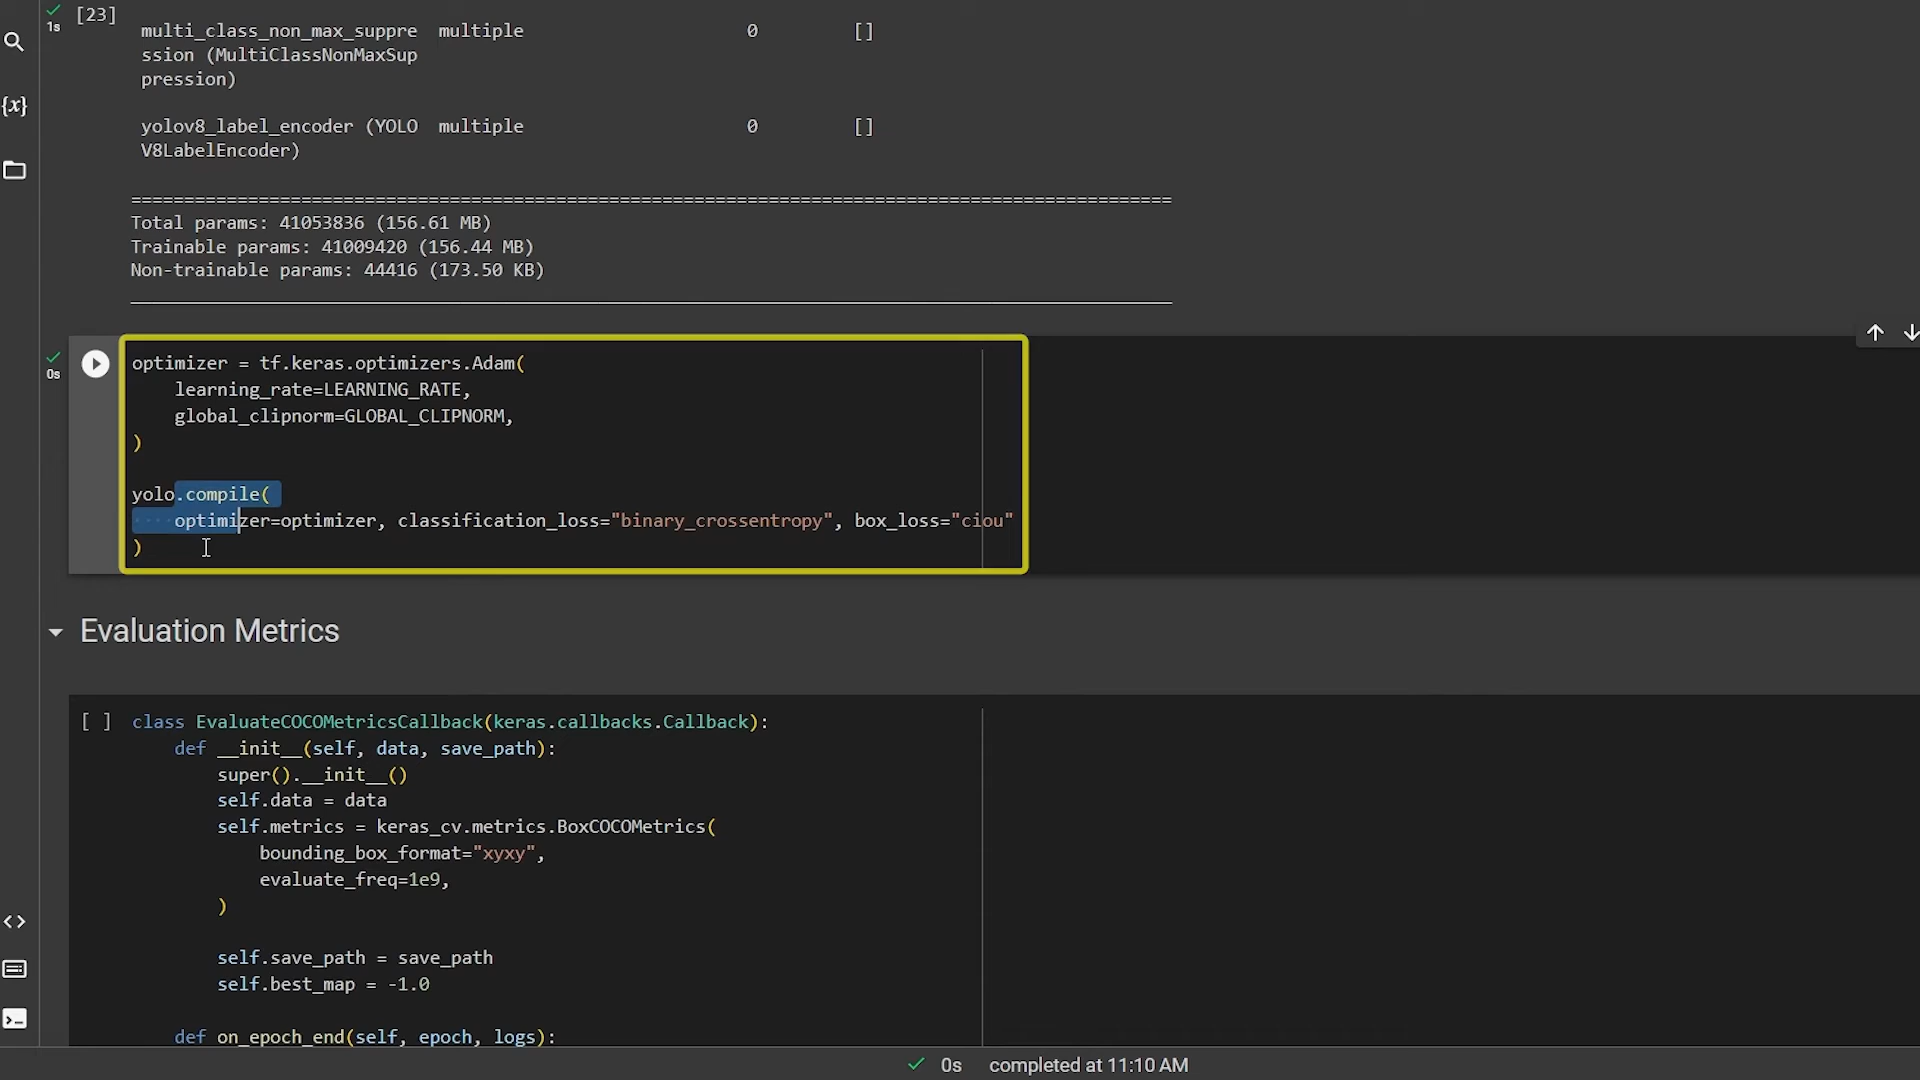 [23]
1s
multi_class_non_max_suppre multiple 0 []
ssion (MultiClassNonMaxSup
pression)
{x}
yolov8_label_encoder (YOLO multiple 0 []
V8LabelEncoder)
==================================================================================================
Total params: 41053836 (156.61 MB)
Trainable params: 41009420 (156.44 MB)
Non-trainable params: 44416 (173.50 KB)
__________________________________________________________________________________________________
0s
optimizer = tf.keras.optimizers.Adam(
    learning_rate=LEARNING_RATE,
    global_clipnorm=GLOBAL_CLIPNORM,
)
yolo.compile(
    optimizer=optimizer, classification_loss="binary_crossentropy", box_loss="ciou"
)
Evaluation Metrics
[ ] class EvaluateCOCOMetricsCallback(keras.callbacks.Callback):
    def __init__(self, data, save_path):
        super().__init__()
        self.data = data
        self.metrics = keras_cv.metrics.BoxCOCOMetrics(
            bounding_box_format="xyxy",
            evaluate_freq=1e9,
        )
        self.save_path = save_path
        self.best_map = -1.0
    def on_epoch_end(self, epoch, logs):
0s completed at 11:10 AM